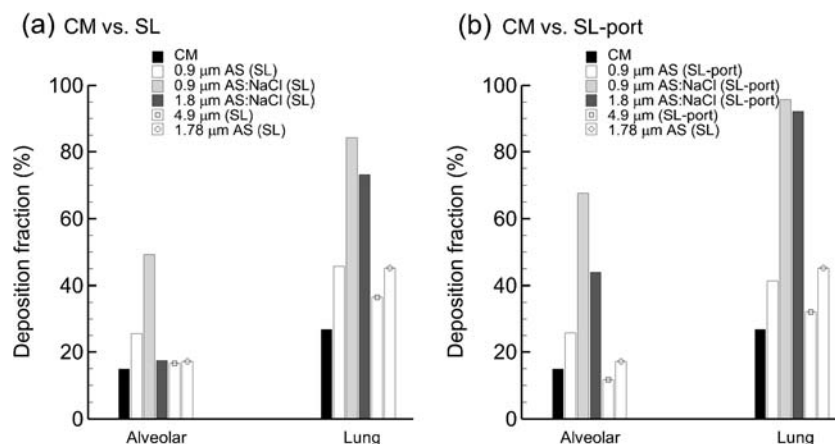 (a) CM vs. SL
CM
0.9 μm AS (SL)
0.9 μm AS:NaCl (SL)
1.8 μm AS:NaCl (SL)
4.9 μm (SL)
1.78 μm AS (SL)
Deposition fraction (%)
100
80
60
40
20
0
Alveolar
Lung
(b) CM vs. SL-port
CM
0.9 μm AS (SL-port)
0.9 μm AS:NaCl (SL-port)
1.8 μm AS:NaCl (SL-port)
4.9 μm (SL-port)
1.78 μm AS (SL)
Deposition fraction (%)
100
80
60
40
20
0
Alveolar
Lung